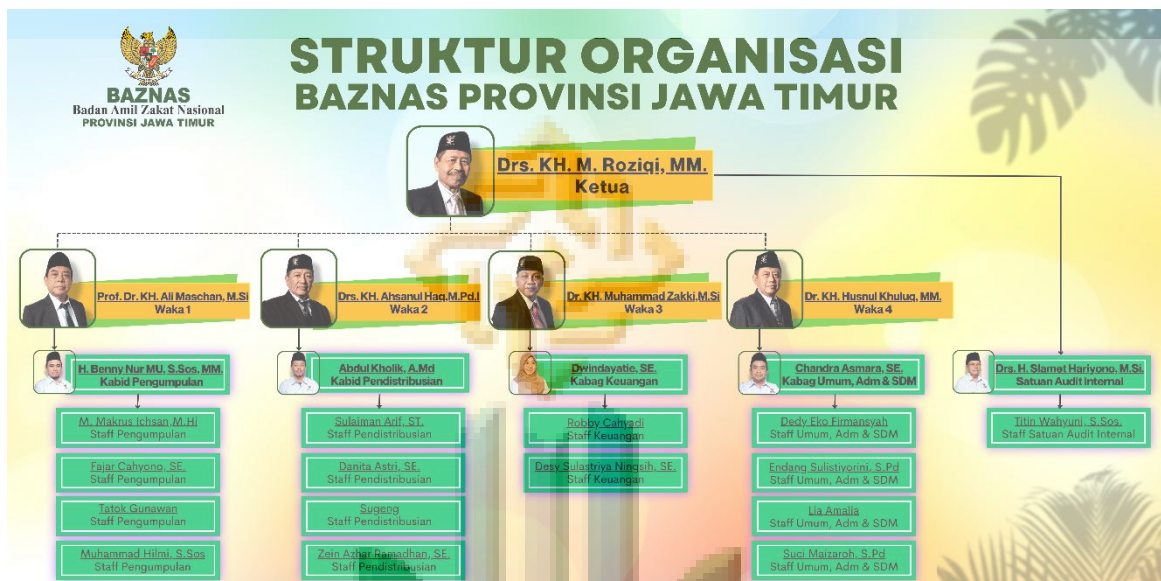 STRUKTUR ORGANISASI
BAZNAS PROVINSI JAWA TIMUR
BAZNAS
Badan Amil Zakat Nasional
PROVINSI JAWA TIMUR
Drs. KH. M. Roziqi, MM.
Ketua
Prof. Dr. KH. Ali Maschan, M.Si
Waka 1
Drs. KH. Ahsanul Haq,M.Pd.I
Waka 2
Dr. KH. Muhammad Zakki,M.Si
Waka 3
Dr. KH. Husnul Khuluq, MM.
Waka 4
H. Benny Nur MU, S.Sos, MM.
Kabid Pengumpulan
Abdul Kholik, A.Md
Kabid Pendistribusian
Dwindayatie, SE.
Kabag Keuangan
Chandra Asmara, SE.
Kabag Umum, Adm & SDM
Drs. H. Slamet Hariyono, M.Si.
Satuan Audit Internal
M. Makrus Ichsan,M.HI
Staff Pengumpulan
Sulaiman Arif, ST.
Staff Pendistribusian
Robby Cahyadi
Staff Keuangan
Dedy Eko Firmansyah
Staff Umum, Adm & SDM
Titin Wahyuni, S.Sos.
Staff Satuan Audit Internal
Fajar Cahyono, SE.
Staff Pengumpulan
Danita Astri, SE.
Staff Pendistribusian
Desy Sulastriya Ningsih, SE.
Staff Keuangan
Endang Sulistiyorini, S.Pd
Staff Umum, Adm & SDM
Tatok Gunawan
Staff Pengumpulan
Sugeng
Staff Pendistribusian
Lia Amalia
Staff Umum, Adm & SDM
Muhammad Hilmi, S.Sos
Staff Pengumpulan
Zein Azhar Ramadhan, SE.
Staff Pendistribusian
Suci Maizaroh, S.Pd
Staff Umum, Adm & SDM